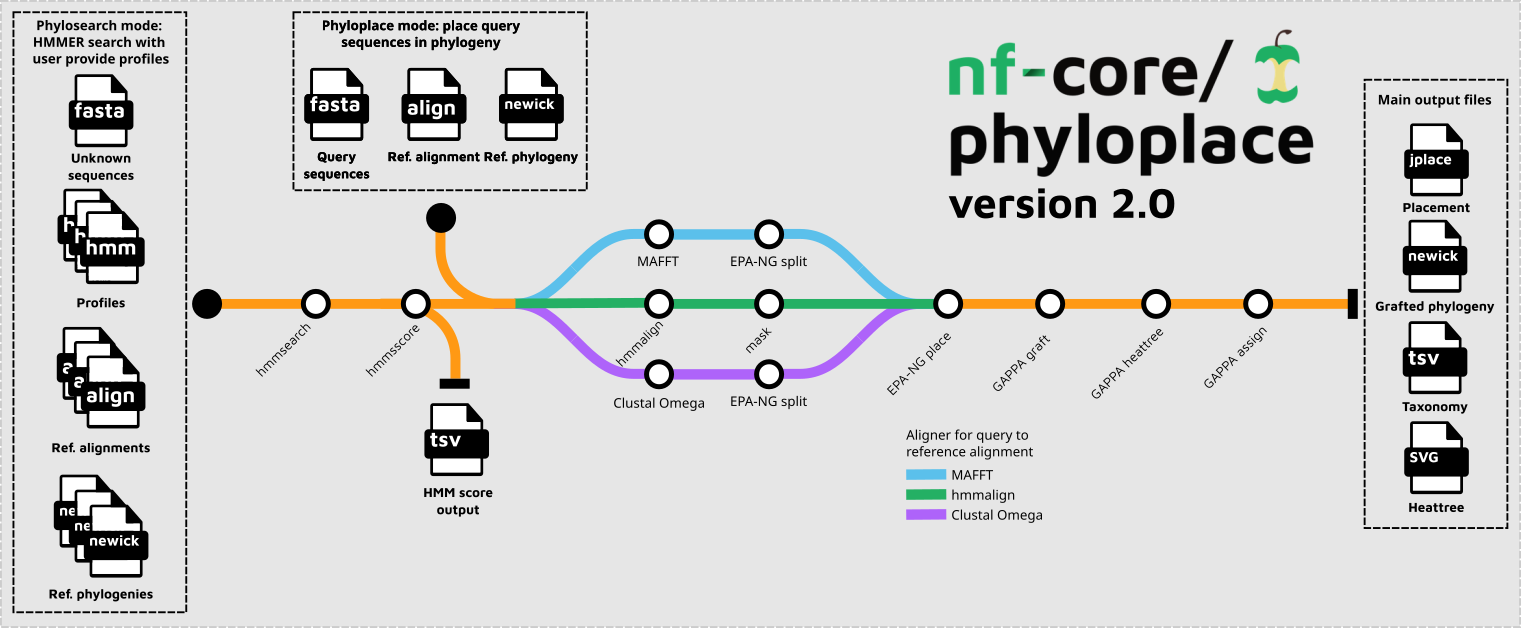 Phylosearch mode:
HMMER search with
user provide profiles
fasta
Unknown
sequences
h
h
hmm
Profiles
a
a
align
Ref. alignments
ne
ne
newick
Ref. phylogenies
Phyloplace mode: place query
sequences in phylogeny
fasta
align
newick
Query
sequences
Ref. alignment
Ref. phylogeny
nf-core/
phyloplace
version 2.0
hmmsearch
hmmsscore
tsv
HMM score
output
MAFFT
EPA-NG split
hmmalign
mask
Clustal Omega
EPA-NG split
EPA-NG place
GAPPA graft
GAPPA heattree
GAPPA assign
Aligner for query to
reference alignment
MAFFT
hmmalign
Clustal Omega
Main output files
jplace
Placement
newick
Grafted phylogeny
tsv
Taxonomy
SVG
Heattree